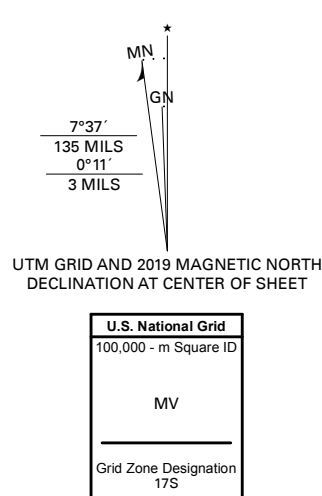 ★
MN
GN
7°37´
135 MILS
0°11´
3 MILS
UTM GRID AND 2019 MAGNETIC NORTH
DECLINATION AT CENTER OF SHEET
U.S. National Grid
100,000 - m Square ID
MV
Grid Zone Designation
17S